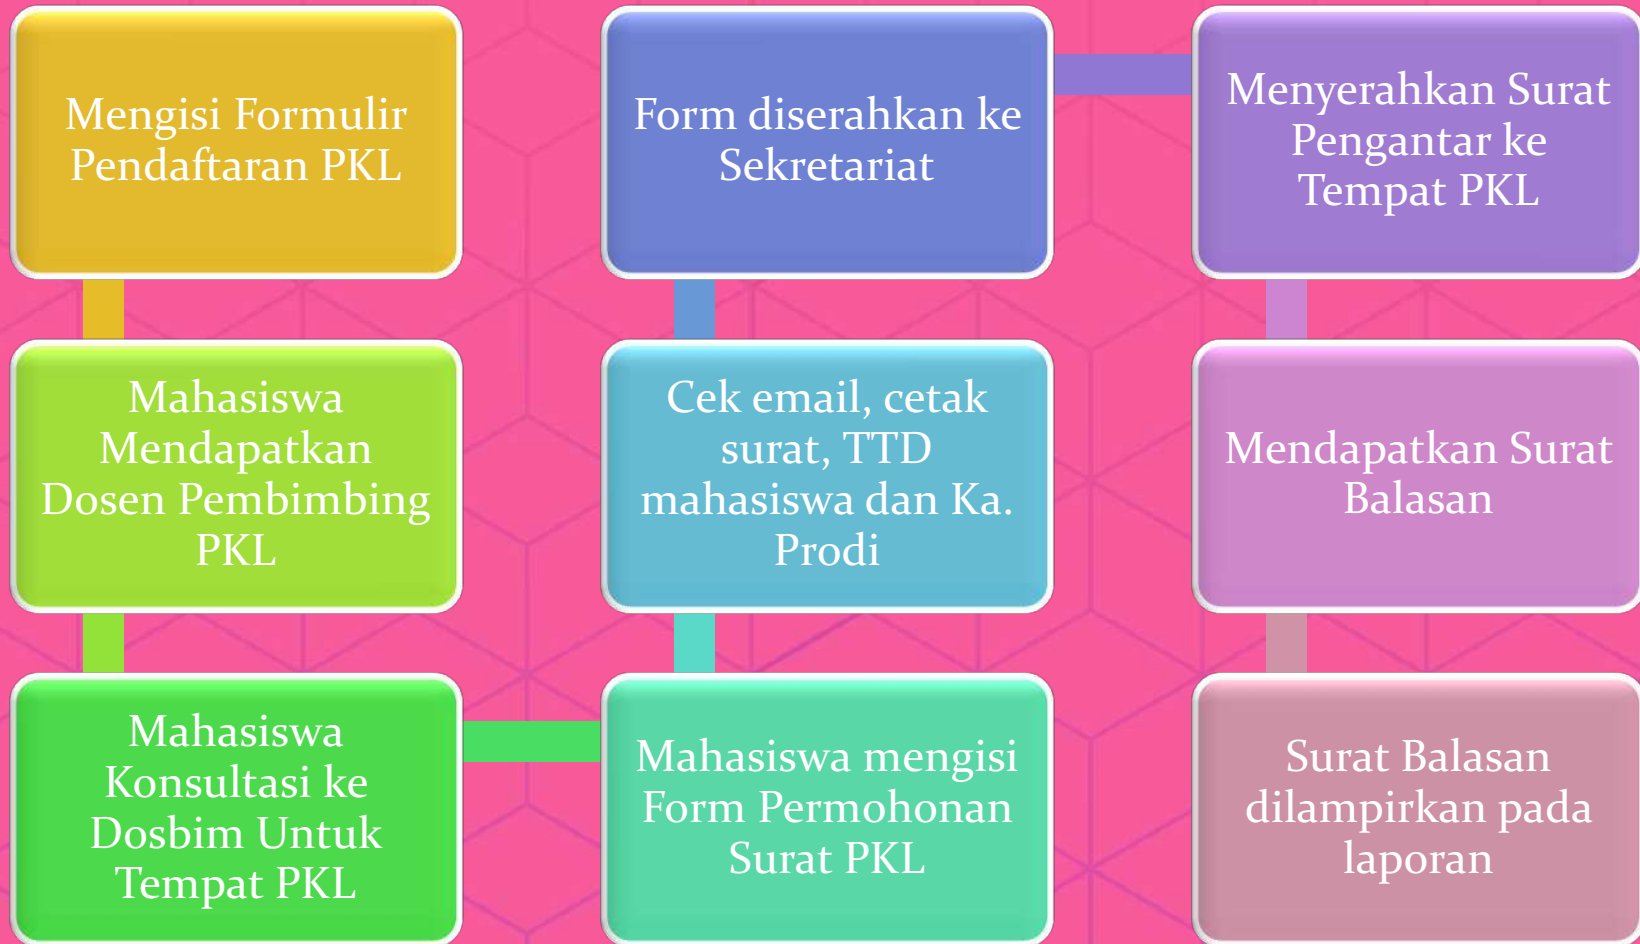 Mengisi Formulir
Pendaftaran PKL
Mahasiswa
Mendapatkan
Dosen Pembimbing
PKL
Mahasiswa
Konsultasi ke
Dosbim Untuk
Tempat PKL
Mahasiswa mengisi
Form Permohonan
Surat PKL
Cek email, cetak
surat, TTD
mahasiswa dan Ka.
Prodi
Form diserahkan ke
Sekretariat
Menyerahkan Surat
Pengantar ke
Tempat PKL
Mendapatkan Surat
Balasan
Surat Balasan
dilampirkan pada
laporan